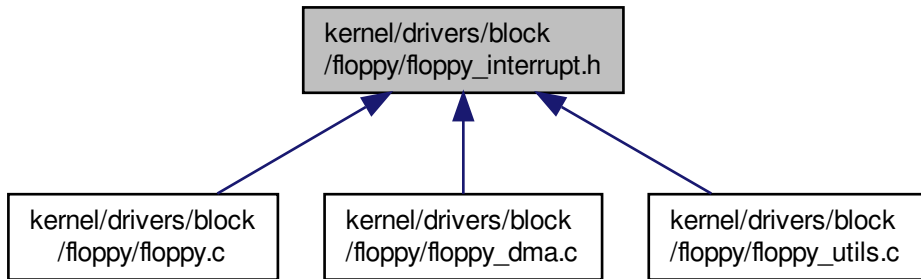 kernel/drivers/block
/floppy/floppy_interrupt.h
kernel/drivers/block
/floppy/floppy.c
kernel/drivers/block
/floppy/floppy_dma.c
kernel/drivers/block
/floppy/floppy_utils.c